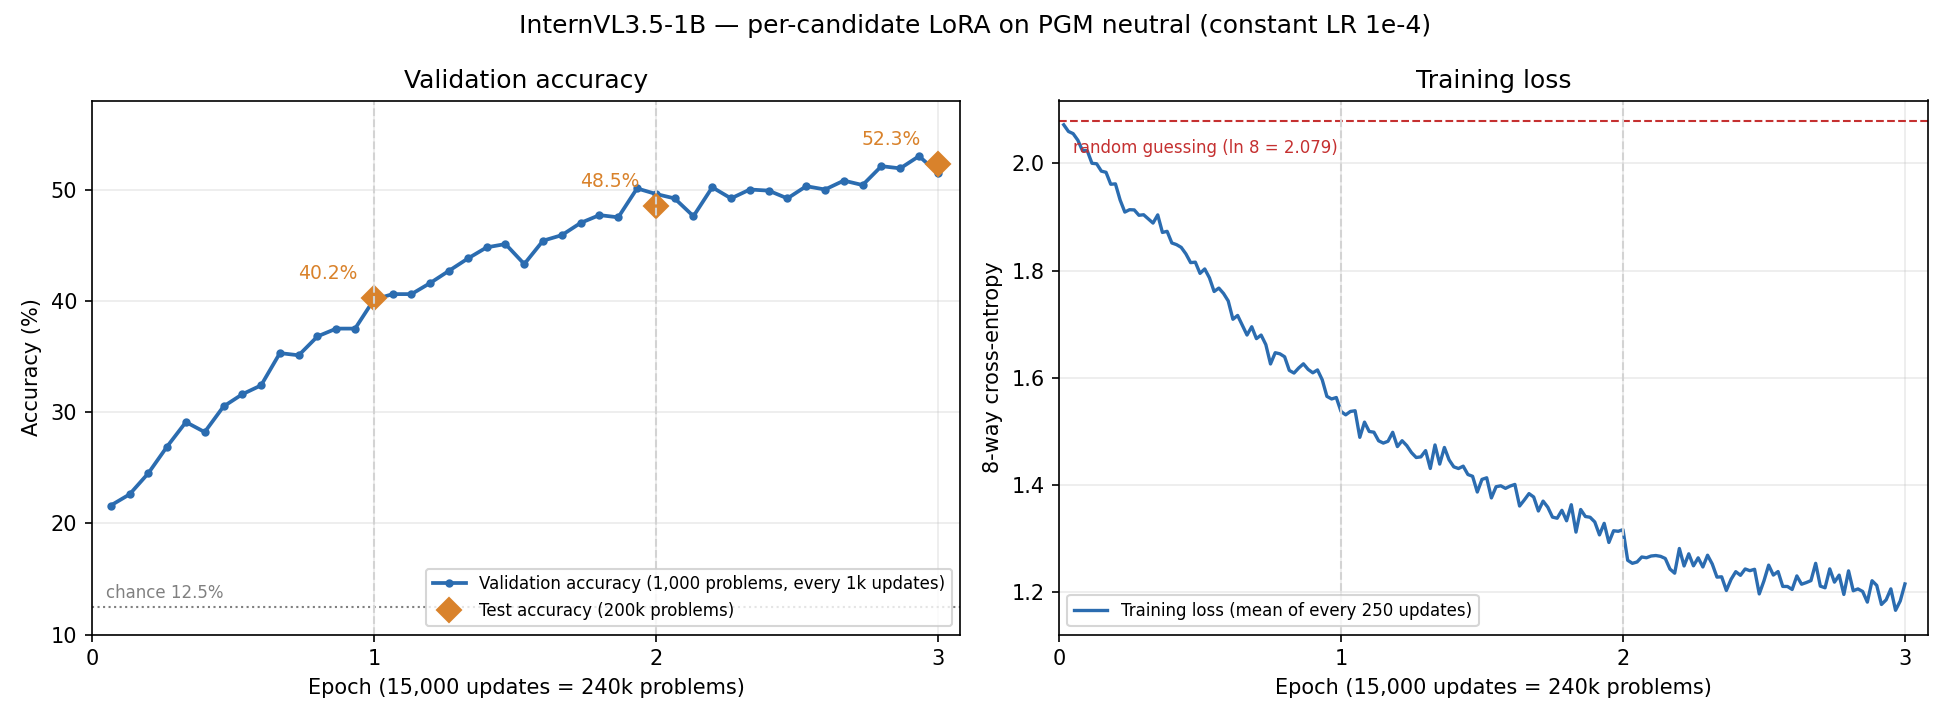 InternVL3.5-1B — per-candidate LoRA on PGM neutral (constant LR 1e-4)
Validation accuracy
Accuracy (%)
50
40
30
20
10
52.3%
48.5%
40.2%
chance 12.5%
Validation accuracy (1,000 problems, every 1k updates)
Test accuracy (200k problems)
0
1
2
3
Epoch (15,000 updates = 240k problems)
Training loss
8-way cross-entropy
2.0
1.8
1.6
1.4
1.2
random guessing (ln 8 = 2.079)
Training loss (mean of every 250 updates)
0
1
2
3
Epoch (15,000 updates = 240k problems)